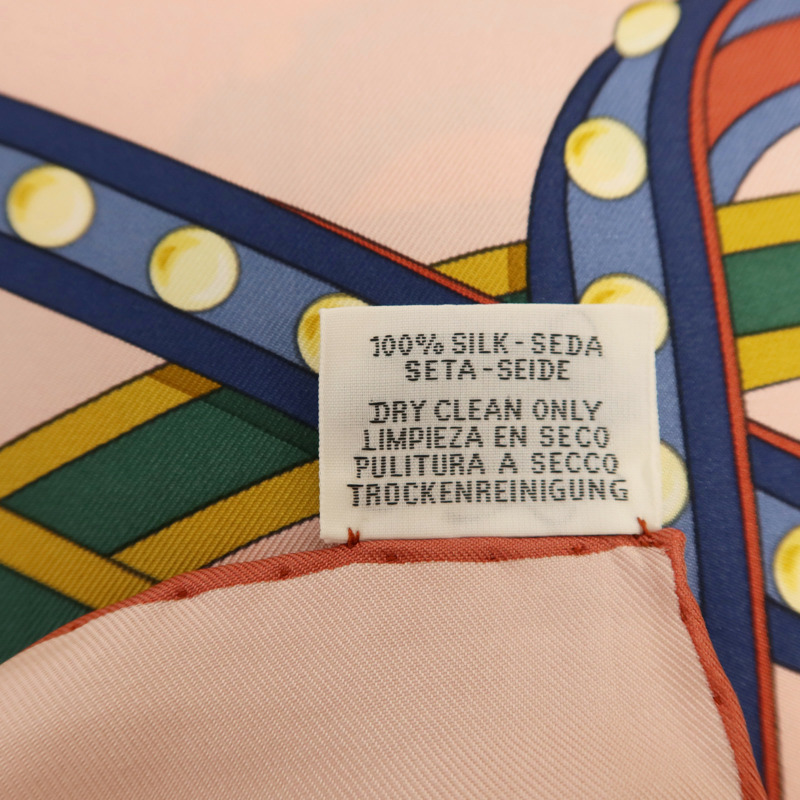 100% SILK-SEDA
SETA-SEIDE
DRY CLEAN ONLY
LIMPIEZA EN SECO
PULITURA A SECCO
TROCKENREINIGUNG